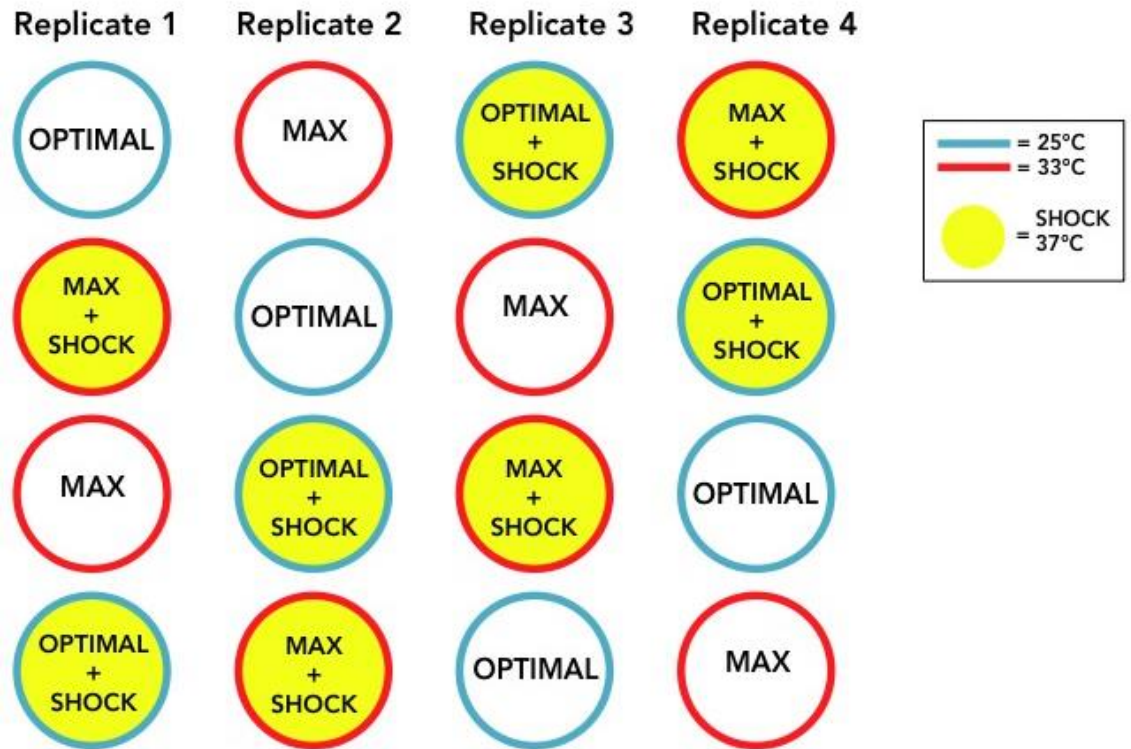 Replicate 1 Replicate 2 Replicate 3 Replicate 4
OPTIMAL
MAX
OPTIMAL
+
SHOCK
MAX
+
SHOCK
= 25°C
= 33°C
= SHOCK
37°C
MAX
+
SHOCK
OPTIMAL
MAX
OPTIMAL
+
SHOCK
MAX
OPTIMAL
+
SHOCK
MAX
+
SHOCK
OPTIMAL
OPTIMAL
+
SHOCK
MAX
+
SHOCK
OPTIMAL
MAX